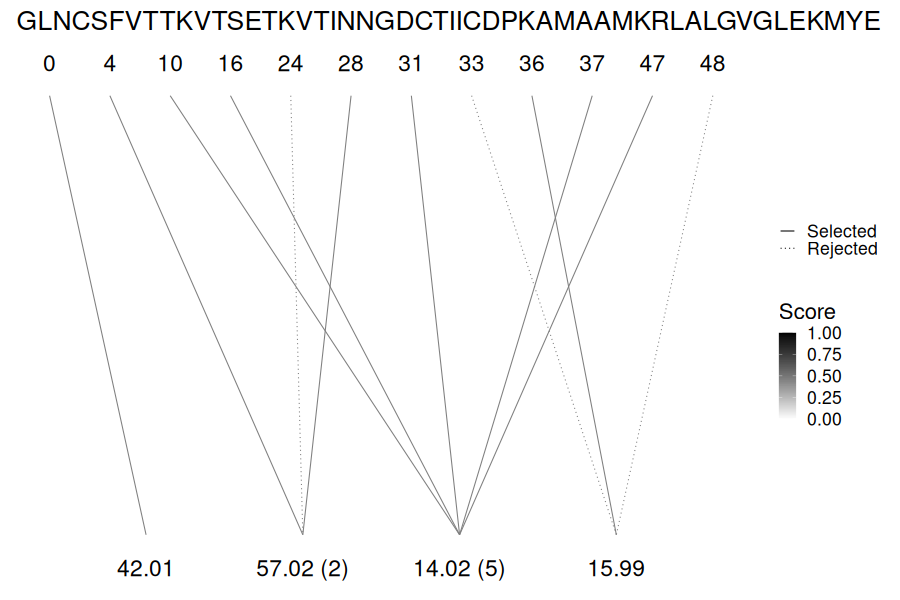 GLNCSFVTTKVTSETKVTINNGDCTIICDPKAMAAMKRLALGVGLEKMYE
0 4 10 16 24 28 31 33 36 37 47 48
Selected
Rejected
Score
1.00
0.75
0.50
0.25
0.00
42.01 57.02 (2) 14.02 (5) 15.99